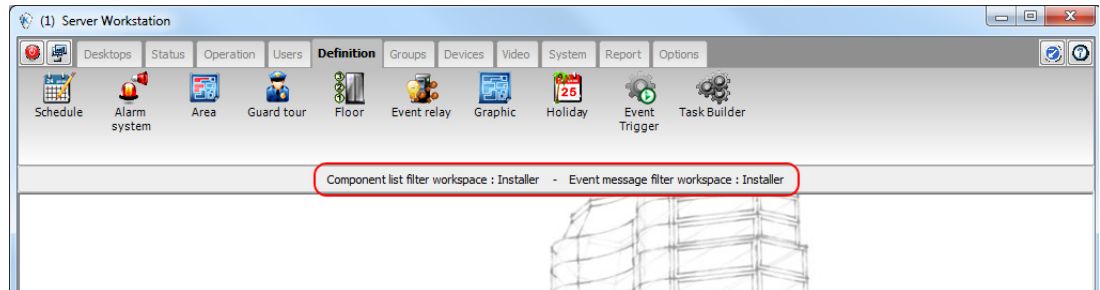 (1) Server Workstation
Desktops Status Operation Users Definition Groups Devices Video System Report Options
Schedule Alarm system Area Guard tour Floor Event relay Graphic Holiday Event Trigger Task Builder
25
Component list filter workspace : Installer - Event message filter workspace : Installer